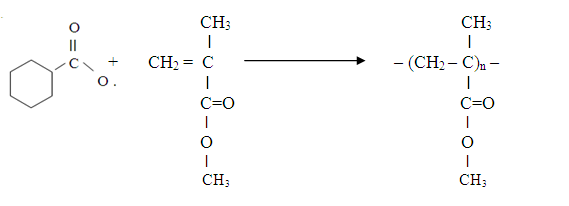 CH₃ CH₃
O
C + CH₂ = C – (CH₂ – C)ₙ –
O .
C=O C=O
O O
CH₃ CH₃